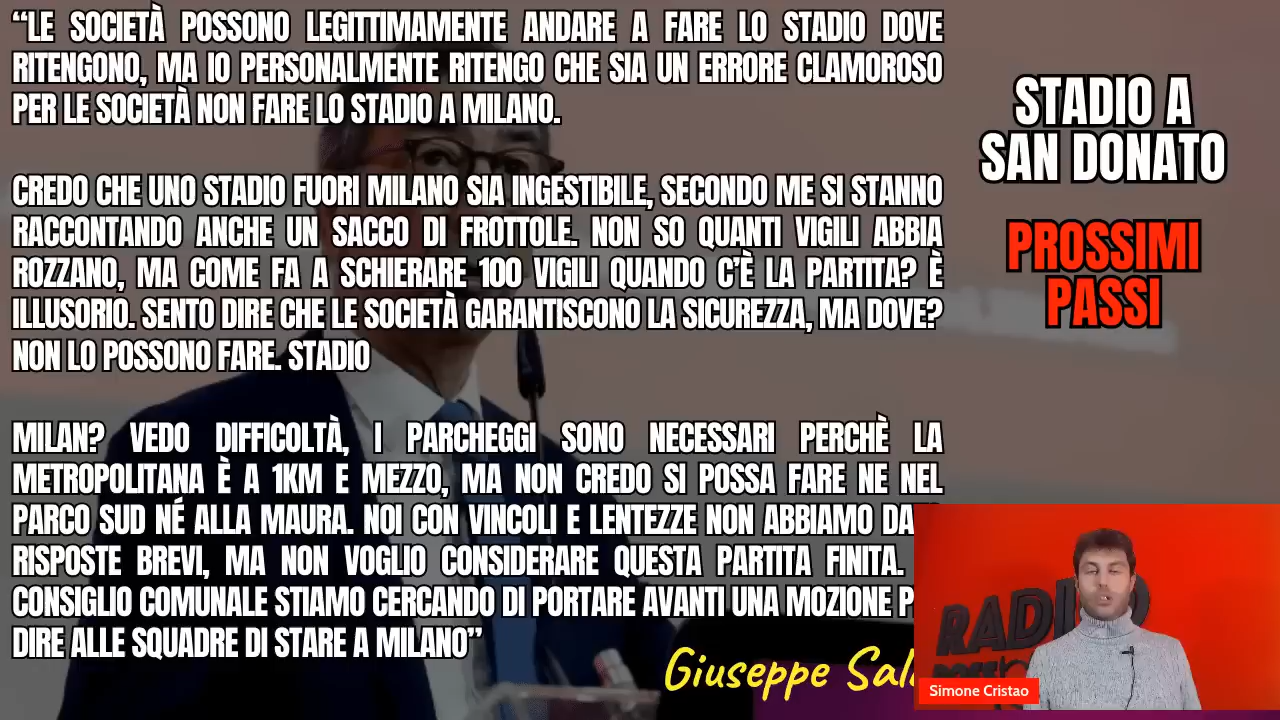 “LE SOCIETÀ POSSONO LEGITTIMAMENTE ANDARE A FARE LO STADIO DOVE
RITENGONO, MA IO PERSONALMENTE RITENGO CHE SIA UN ERRORE CLAMOROSO
PER LE SOCIETÀ NON FARE LO STADIO A MILANO.
CREDO CHE UNO STADIO FUORI MILANO SIA INGESTIBILE, SECONDO ME SI STANNO
RACCONTANDO ANCHE UN SACCO DI FROTTOLE. NON SO QUANTI VIGILI ABBIA
ROZZANO, MA COME FA A SCHIERARE 100 VIGILI QUANDO C’È LA PARTITA? È
ILLUSORIO. SENTO DIRE CHE LE SOCIETÀ GARANTISCONO LA SICUREZZA, MA DOVE?
NON LO POSSONO FARE. STADIO
MILAN? VEDO DIFFICOLTÀ, I PARCHEGGI SONO NECESSARI PERCHÈ LA
METROPOLITANA È A 1KM E MEZZO, MA NON CREDO SI POSSA FARE NE NEL
PARCO SUD NÉ ALLA MAURA. NOI CON VINCOLI E LENTEZZE NON ABBIAMO
RISPOSTE BREVI, MA NON VOGLIO CONSIDERARE QUESTA PARTITA FINITA.
CONSIGLIO COMUNALE STIAMO CERCANDO DI PORTARE AVANTI UNA MOZIONE
DIRE ALLE SQUADRE DI STARE A MILANO”
Giuseppe
STADIO A
SAN DONATO
PROSSIMI
PASSI
RADIO
Simone Cristao